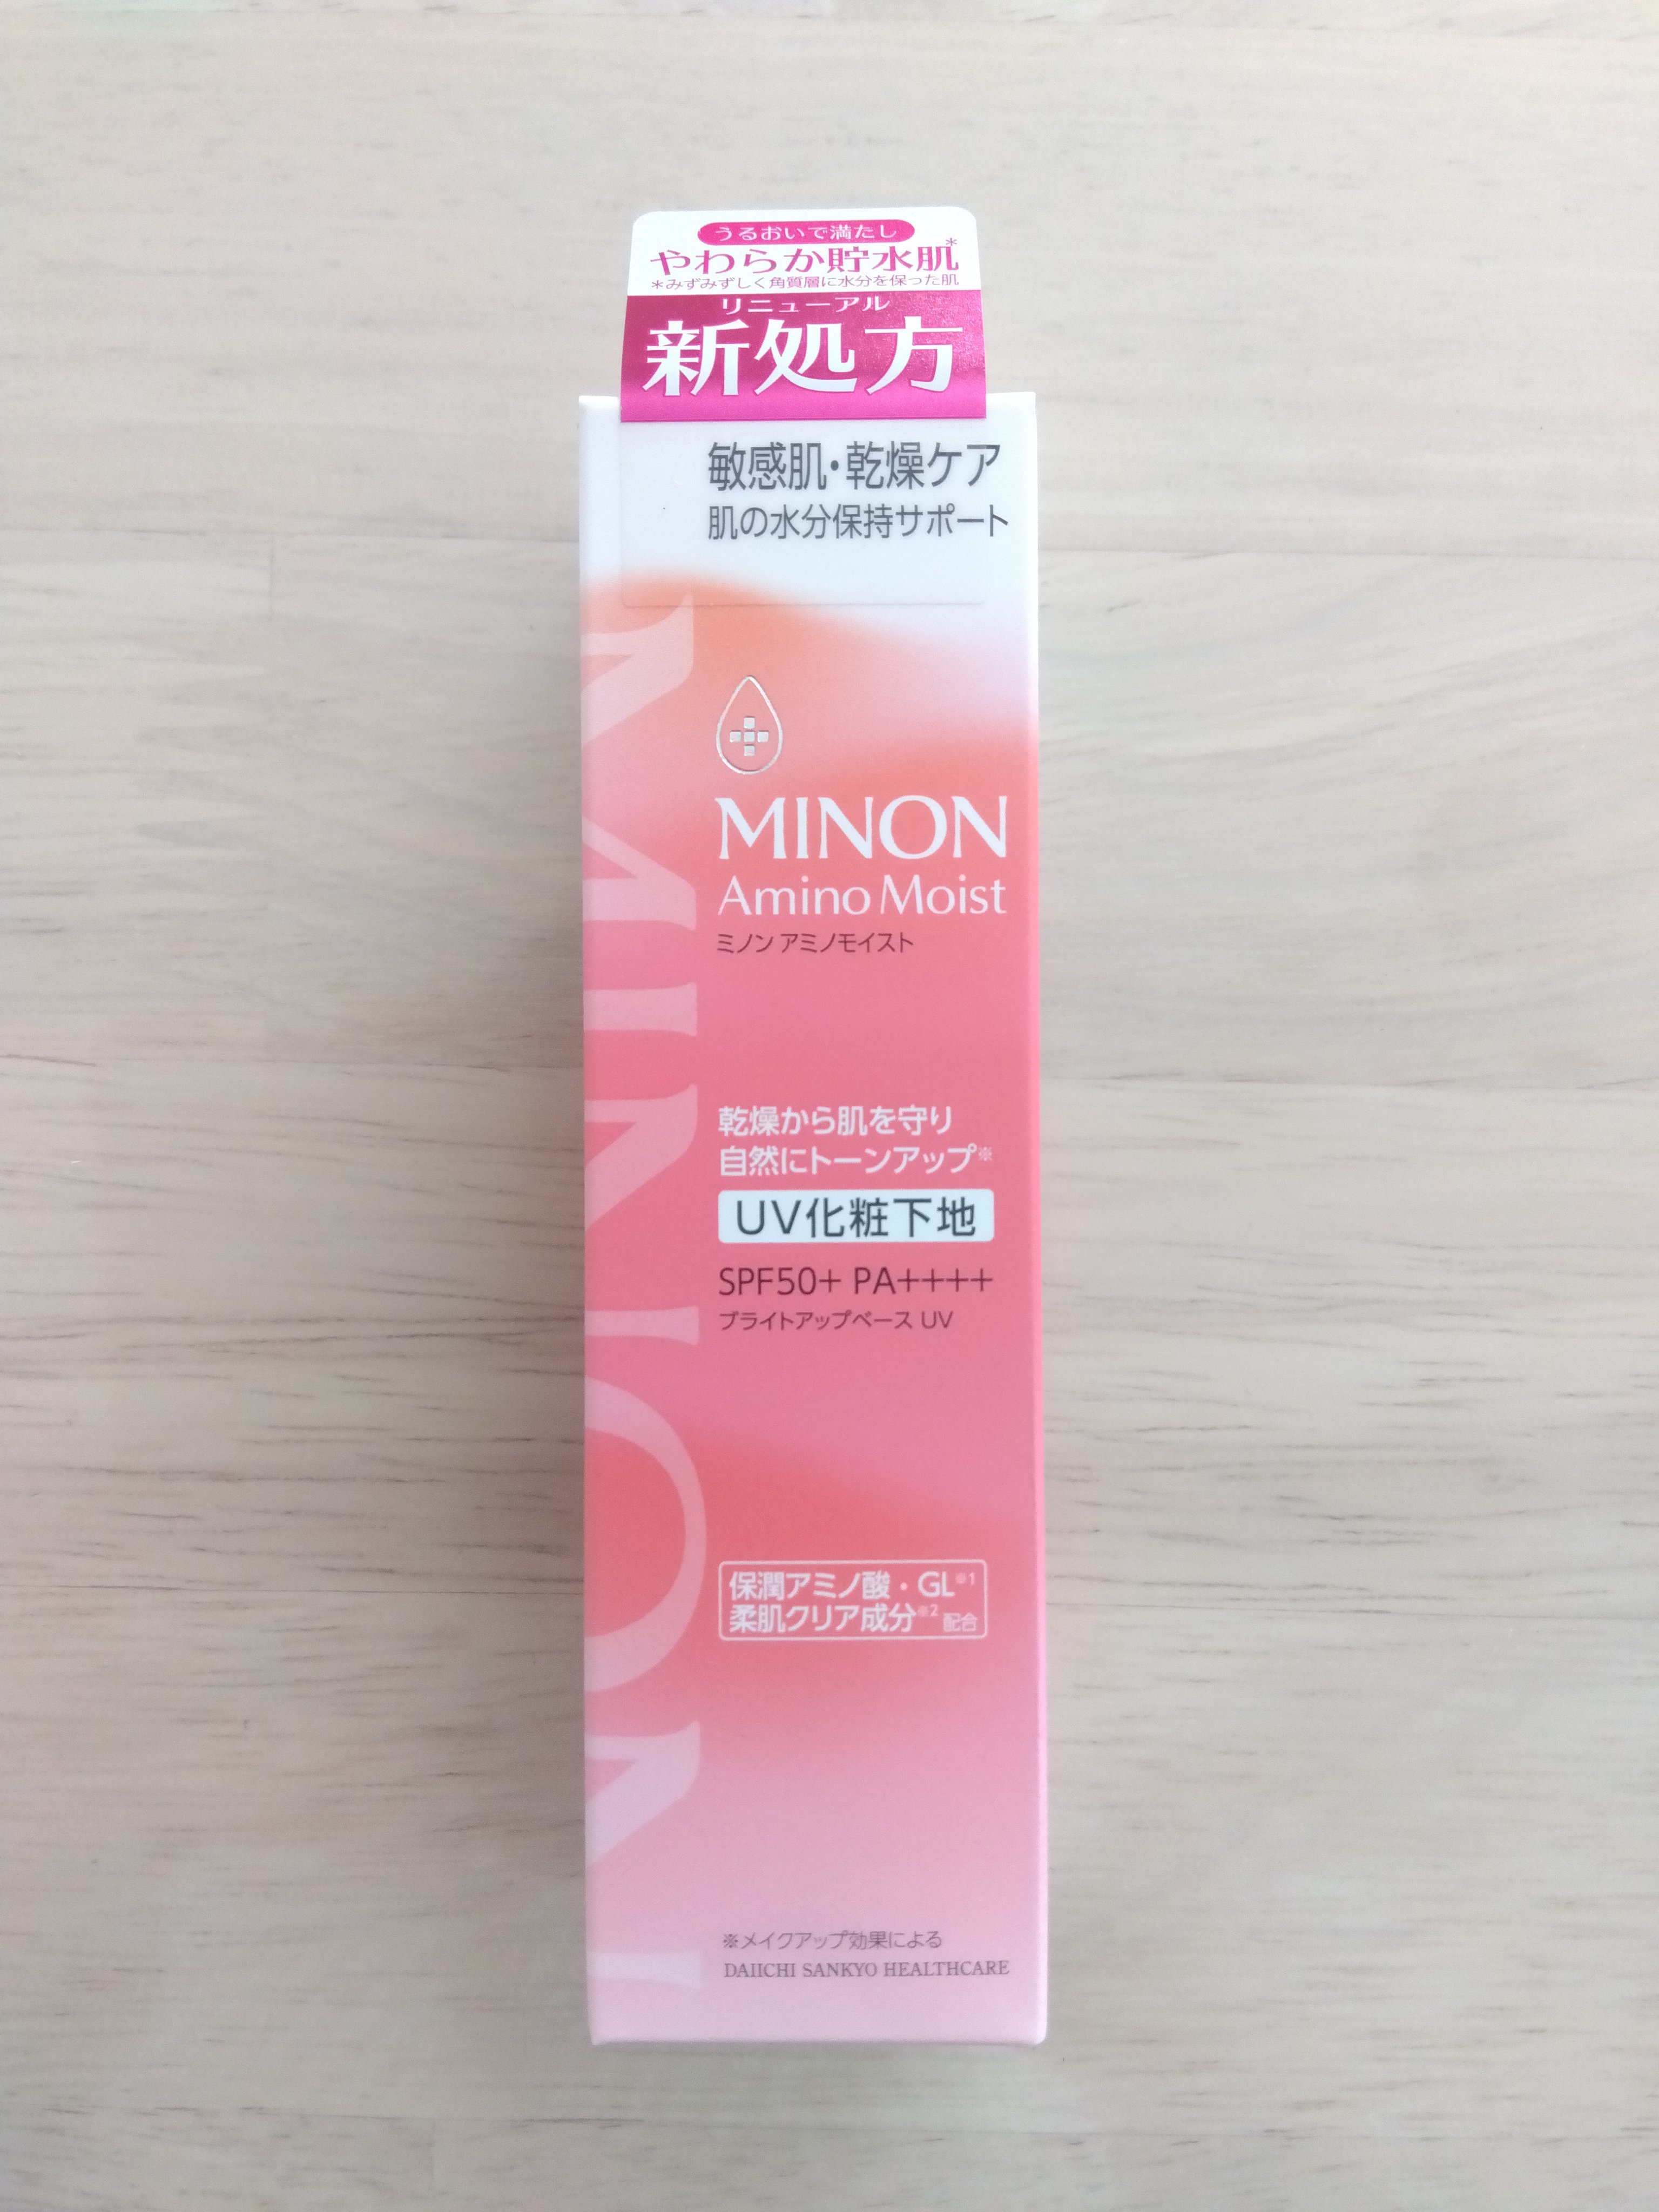 うるおいで満たし
やわらか貯水肌*
*みずみずしく角質層に水分を保った肌
リニューアル
新処方
敏感肌・乾燥ケア
肌の水分保持サポート
MINON
MINON
Amino Moist
ミノン アミノモイスト
乾燥から肌を守り
自然にトーンアップ※
UV化粧下地
SPF50+ PA++++
ブライトアップベース UV
保潤アミノ酸・GL※1
柔肌クリア成分※2 配合
※メイクアップ効果による
DAIICHI SANKYO HEALTHCARE